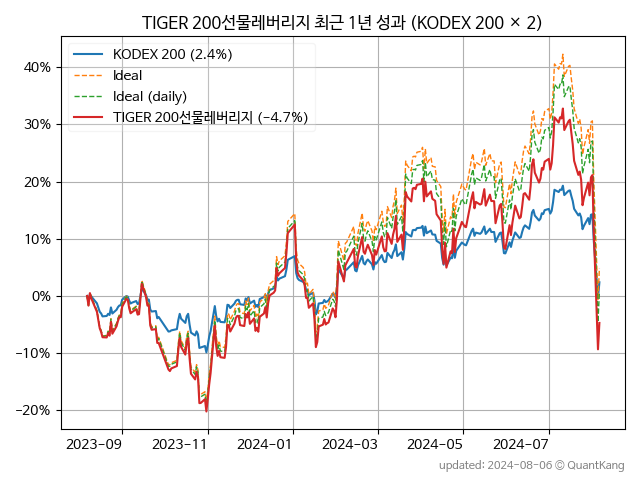 TIGER 200선물레버리지 최근 1년 성과 (KODEX 200 × 2)
KODEX 200 (2.4%)
Ideal
Ideal (daily)
TIGER 200선물레버리지 (−4.7%)
40%
30%
20%
10%
0%
−10%
−20%
2023-09 2023-11 2024-01 2024-03 2024-05 2024-07
updated: 2024-08-06 © QuantKang